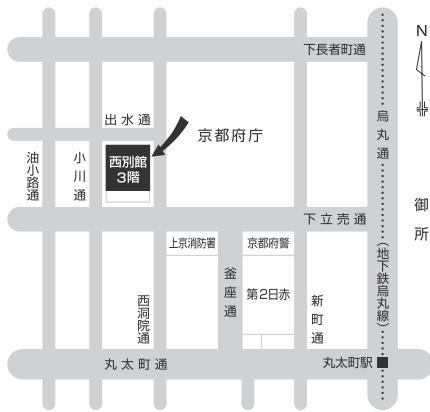 N
下長者町通
出水通
京都府庁
烏丸通
西別館
3階
油小路通
小川通
御所
下立売通
上京消防署
京都府警
(地下鉄烏丸線)
釜座通
第2日赤
西洞院通
新町通
丸太町通
丸太町駅